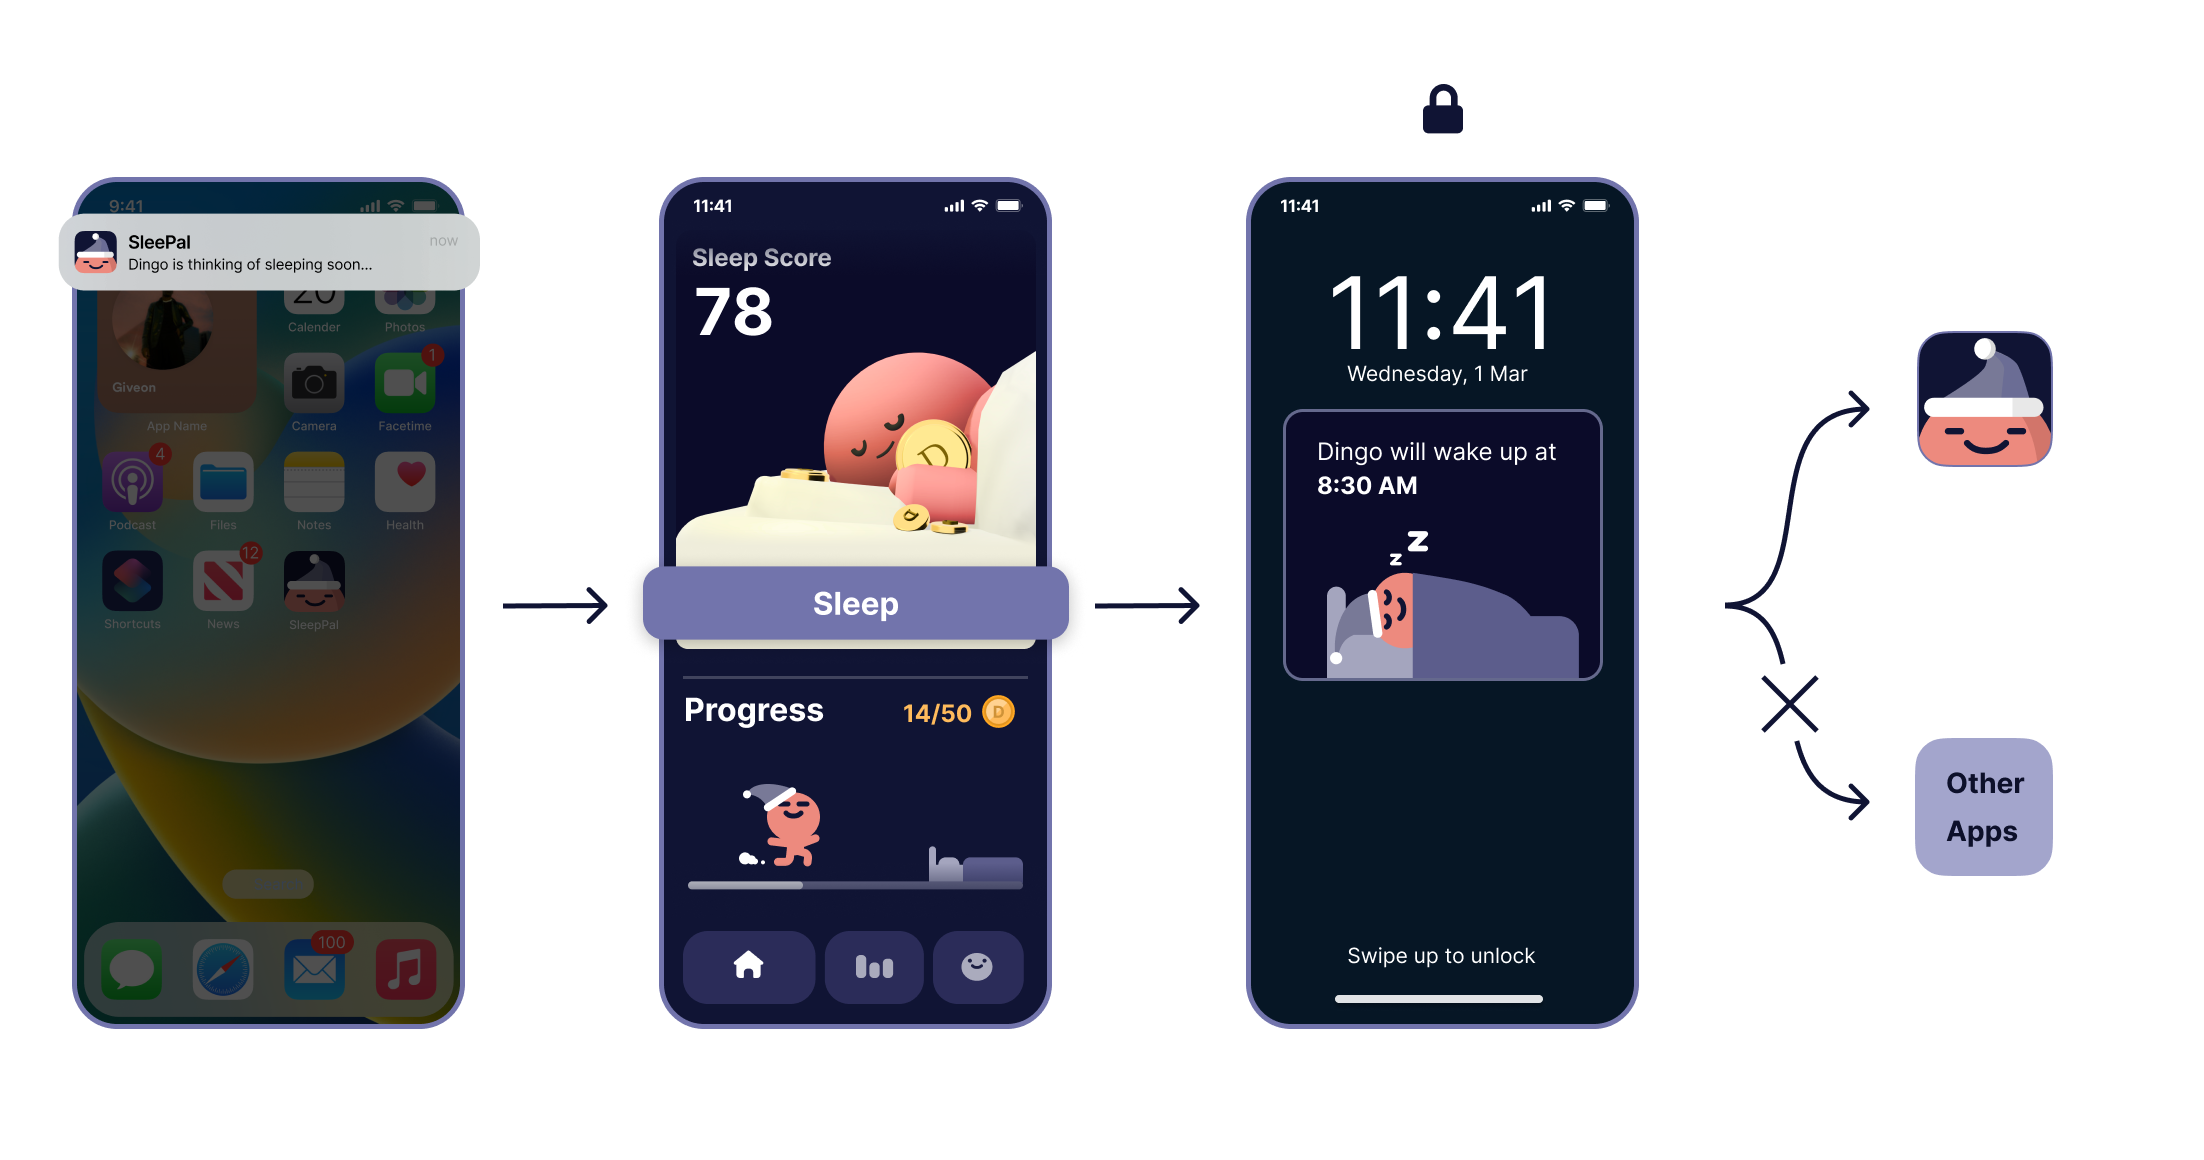 9:41
SleePal
now
Dingo is thinking of sleeping soon...
20
Calender
Photos
1
Giveon
App Name
Camera
Facetime
4
Podcast
Files
Notes
Health
12
Shortcuts
News
SleepPal
100
11:41
Sleep Score
78
D
D
Sleep
Progress
14/50
D
11:41
11:41
Wednesday, 1 Mar
Dingo will wake up at
8:30 AM
z z
Swipe up to unlock
Other
Apps